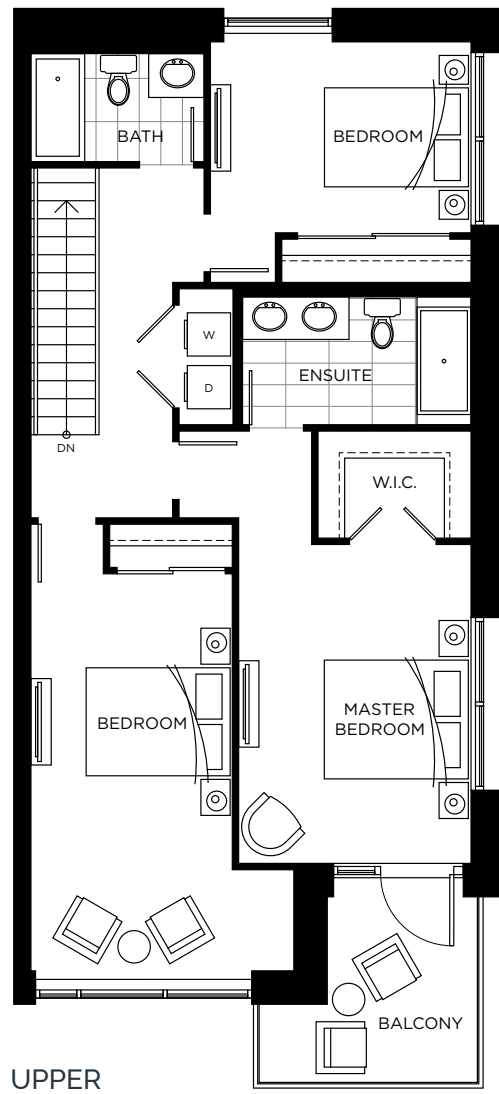 BATH
BEDROOM
W
D
ENSUITE
DN
W.I.C.
BEDROOM
MASTER
BEDROOM
BALCONY
UPPER